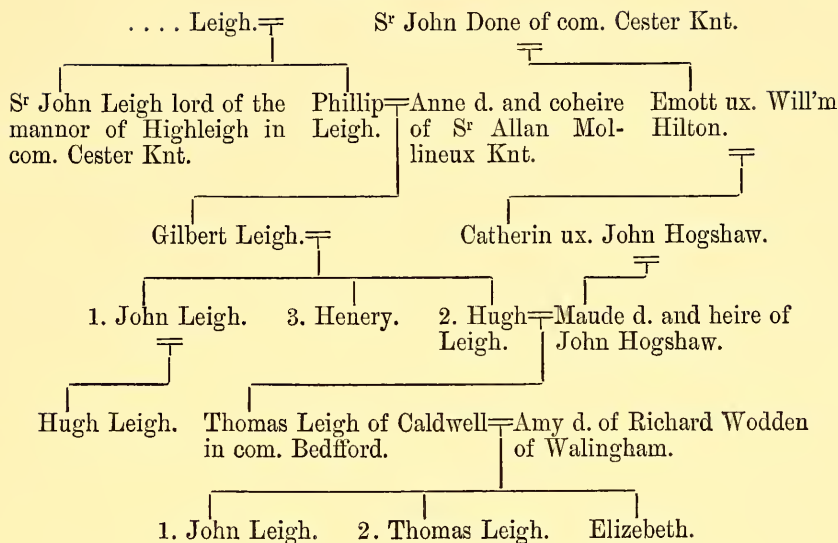 . . . . Leigh. Sr John Done of com. Cester Knt.
Sr John Leigh lord of the mannor of Highleigh in com. Cester Knt.
Phillip Leigh.
Anne d. and coheire of Sr Allan Mollineux Knt.
Emott ux. Will'm Hilton.
Gilbert Leigh. Catherin ux. John Hogshaw.
1. John Leigh. 3. Henery. 2. Hugh Leigh. Maude d. and heire of John Hogshaw.
Hugh Leigh. Thomas Leigh of Caldwell in com. Bedfford. Amy d. of Richard Wodden of Walingham.
1. John Leigh. 2. Thomas Leigh. Elizebeth.